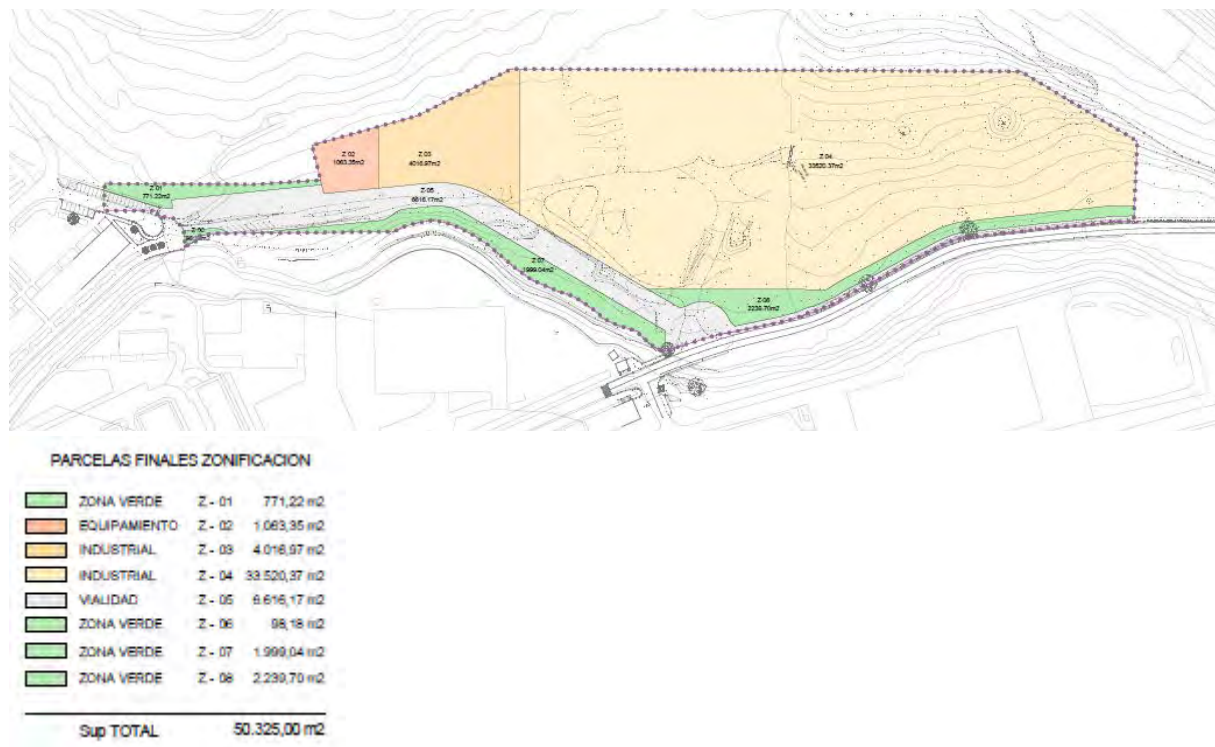 Z 02
1063.35m2
Z 03
4016.97m2
Z 04
33520.37m2
Z 01
771.22m2
Z 05
6616.17m2
Z 07
1999.04m2
Z 08
2239.70m2
PARCELAS FINALES ZONIFICACION
ZONA VERDE Z - 01 771,22 m2
EQUIPAMIENTO Z - 02 1.063,35 m2
INDUSTRIAL Z - 03 4.016,97 m2
INDUSTRIAL Z - 04 33.520,37 m2
VIALIDAD Z - 05 6.616,17 m2
ZONA VERDE Z - 06 98,18 m2
ZONA VERDE Z - 07 1.999,04 m2
ZONA VERDE Z - 08 2.239,70 m2
Sup TOTAL 50.325,00 m2